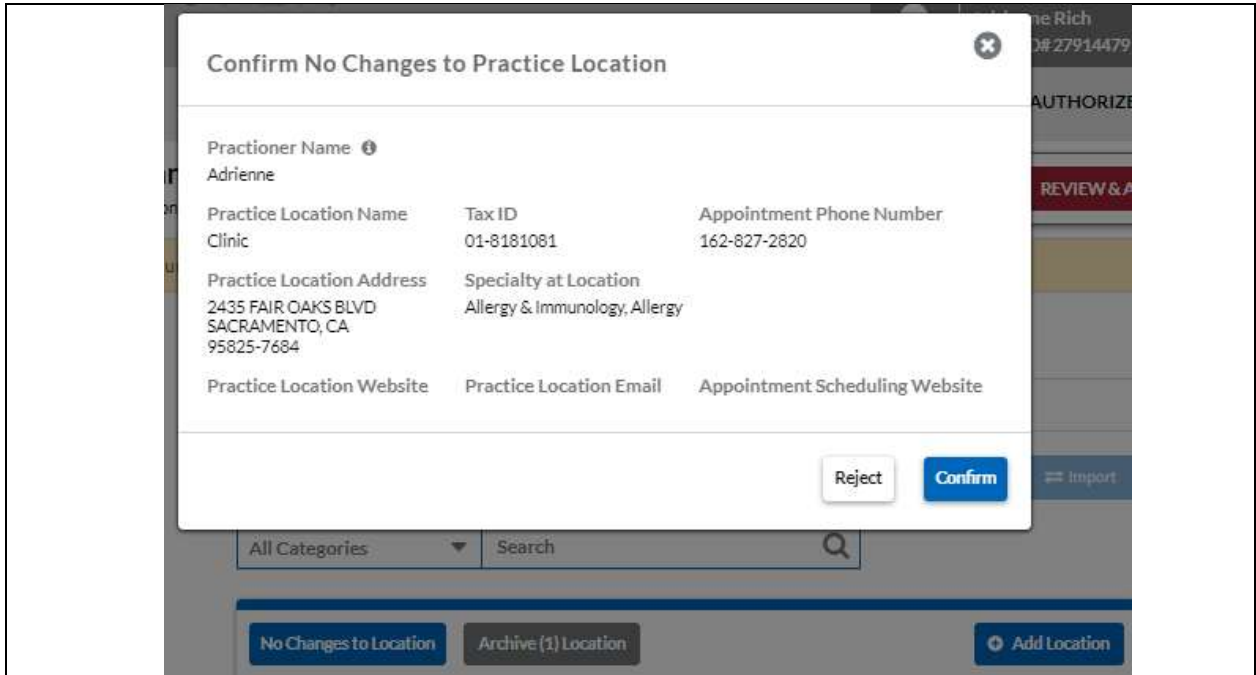 ne Rich
D# 27914479
Confirm No Changes to Practice Location
AUTHORIZE
Practioner Name
Adrienne
REVIEW & A
Practice Location Name Tax ID Appointment Phone Number
Clinic 01-8181081 162-827-2820
Practice Location Address Specialty at Location
2435 FAIR OAKS BLVD Allergy & Immunology, Allergy
SACRAMENTO, CA
95825-7684
Practice Location Website Practice Location Email Appointment Scheduling Website
Reject Confirm Import
All Categories Search
No Changes to Location Archive (1) Location Add Location